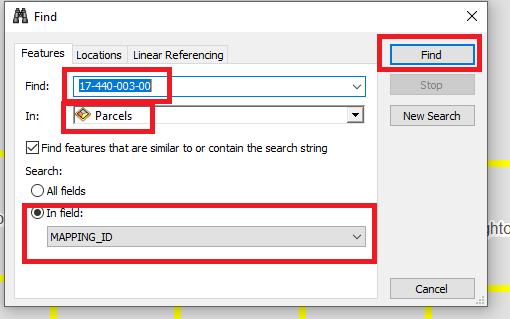 Find
Features
Locations
Linear Referencing
Find
Find: 17-440-003-00
Stop
In: Parcels
New Search
Find features that are similar to or contain the search string
Search:
All fields
In field:
MAPPING_ID
Cancel